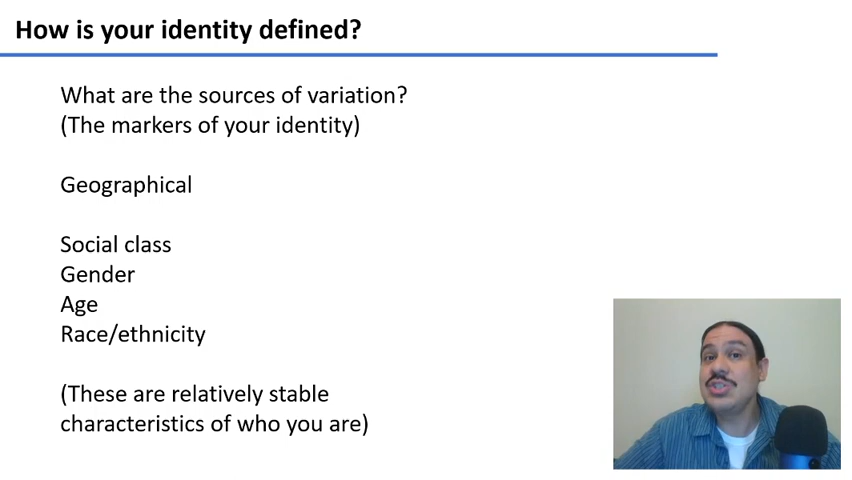 How is your identity defined?
What are the sources of variation?
(The markers of your identity)
Geographical
Social class
Gender
Age
Race/ethnicity
(These are relatively stable
characteristics of who you are)